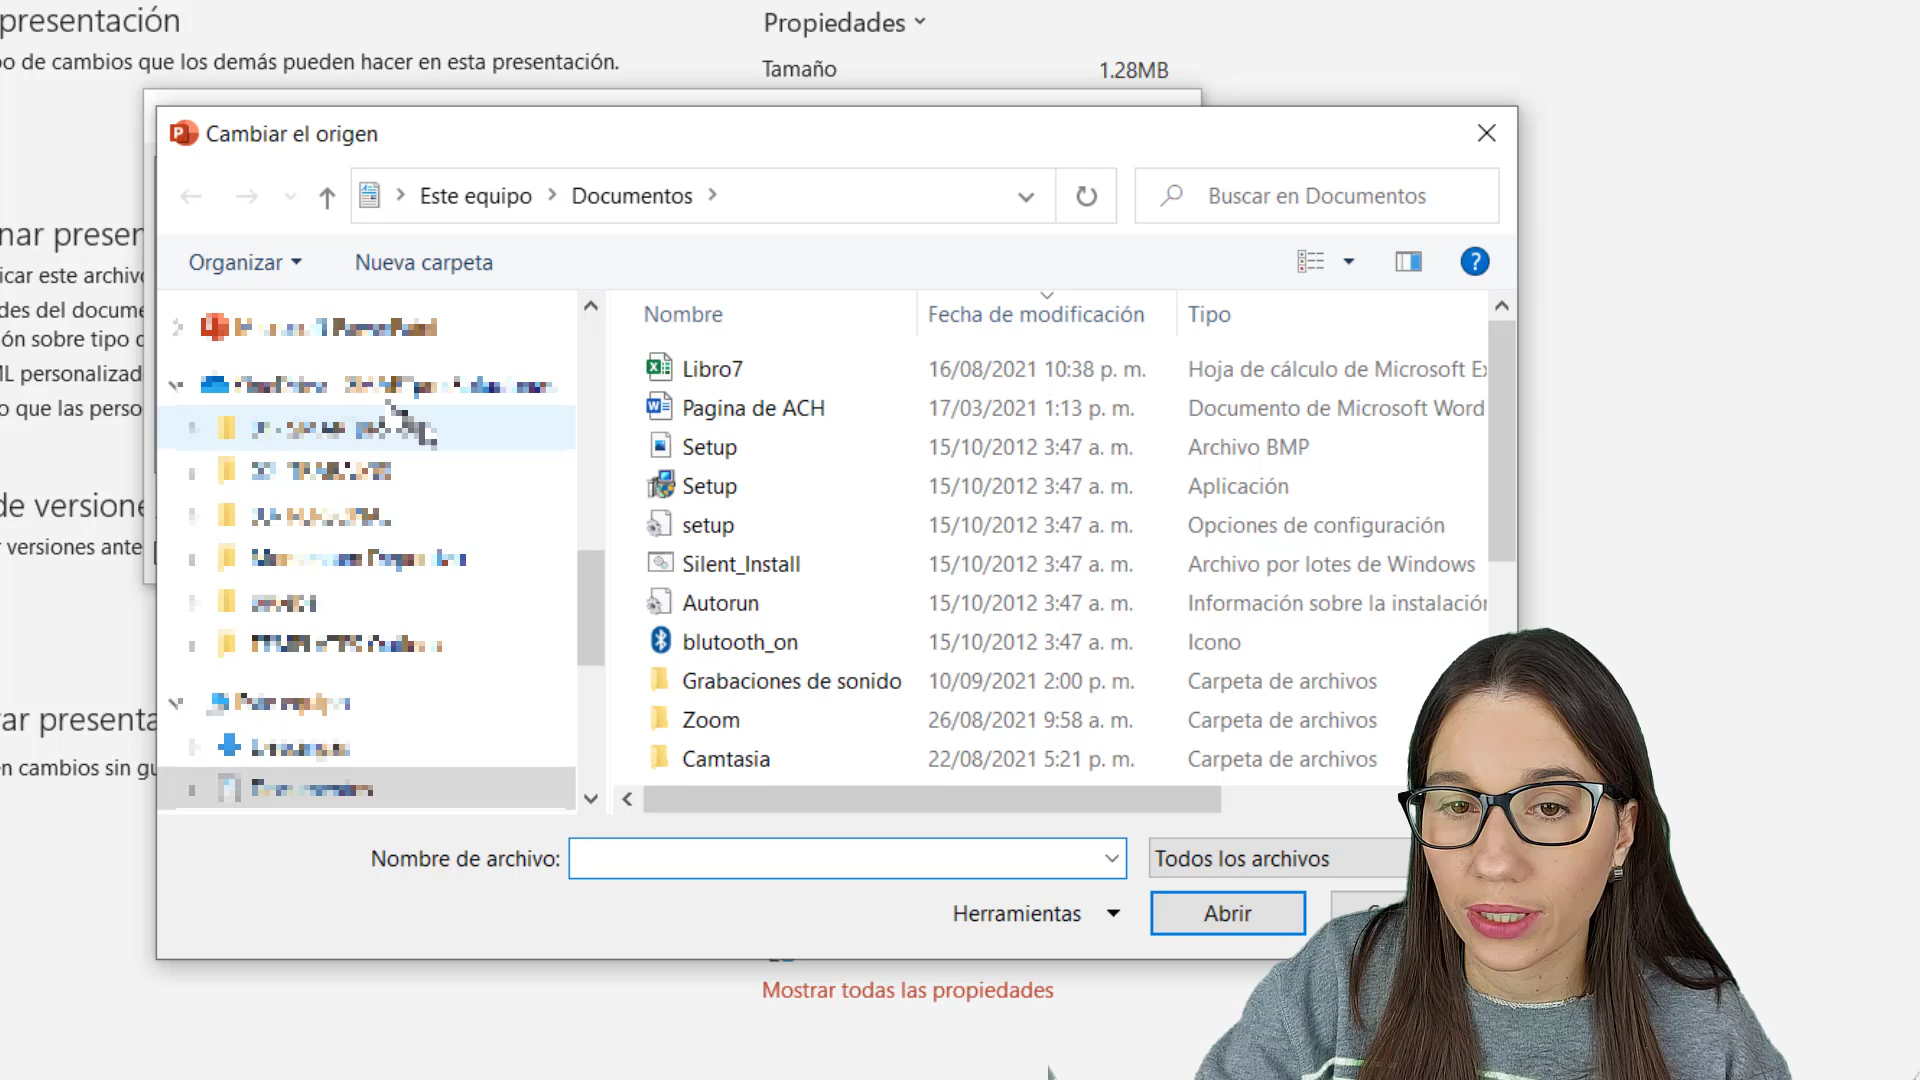 presentación
Propiedades
po de cambios que los demás pueden hacer en esta presentación.
Tamaño 1.28MB
Cambiar el origen
Este equipo > Documentos >
Buscar en Documentos
Organizar
Nueva carpeta
nar presen
icar este archivo
des del docume
ón sobre tipo
ML personalizad
o que las perso
de versione
versiones ante
ar presenta
n cambios sin gu
Nombre Fecha de modificación Tipo
Libro7 16/08/2021 10:38 p. m. Hoja de cálculo de Microsoft Ex
Pagina de ACH 17/03/2021 1:13 p. m. Documento de Microsoft Word
Setup 15/10/2012 3:47 a. m. Archivo BMP
Setup 15/10/2012 3:47 a. m. Aplicación
setup 15/10/2012 3:47 a. m. Opciones de configuración
Silent_Install 15/10/2012 3:47 a. m. Archivo por lotes de Windows
Autorun 15/10/2012 3:47 a. m. Información sobre la instalación
blutooth_on 15/10/2012 3:47 a. m. Icono
Grabaciones de sonido 10/09/2021 2:00 p. m. Carpeta de archivos
Zoom 26/08/2021 9:58 a. m. Carpeta de archivos
Camtasia 22/08/2021 5:21 p. m. Carpeta de archivos
Nombre de archivo:
Todos los archivos
Herramientas
Abrir
Mostrar todas las propiedades